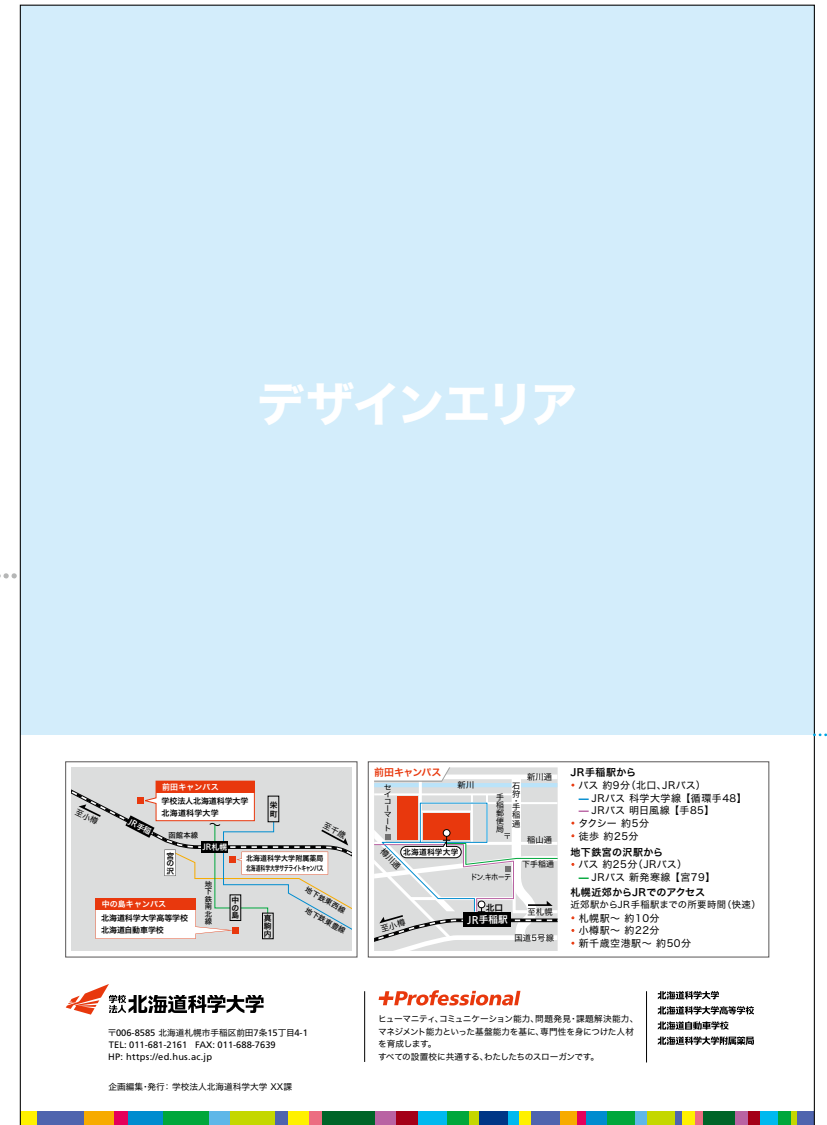 デザインエリア
前田キャンパス
学校法人北海道科学大学
北海道科学大学
栄町
至小樽
JR手稲
函館本線
JR札幌
至千歳
宮の沢
北海道科学大学附属薬局
北海道科学大学サテライトキャンパス
地下鉄南北線
地下鉄東西線
地下鉄東豊線
中の島キャンパス
北海道科学大学高等学校
北海道自動車学校
中の島
真駒内
前田キャンパス
新川
新川通
セイコーマート
手稲郵便局
〒
石狩・手稲通
稲山通
北海道科学大学
樽川通
下手稲通
ドン.キホーテ
北口
至札幌
至小樽
JR手稲駅
国道5号線
JR手稲駅から
• バス 約9分（北口、JRバス）
JRバス 科学大学線【循環手48】
JRバス 明日風線【手85】
• タクシー 約5分
• 徒歩 約25分
地下鉄宮の沢駅から
• バス 約25分（JRバス）
JRバス 新発寒線【宮79】
札幌近郊からJRでのアクセス
近郊駅からJR手稲駅までの所要時間（快速）
• 札幌駅〜 約10分
• 小樽駅〜 約22分
• 新千歳空港駅〜 約50分
学校法人 北海道科学大学
〒006-8585 北海道札幌市手稲区前田7条15丁目4-1
TEL: 011-681-2161 FAX: 011-688-7639
HP: https://ed.hus.ac.jp
企画編集・発行: 学校法人北海道科学大学 XX課
+Professional
ヒューマニティ、コミュニケーション能力、問題発見・課題解決能力、
マネジメント能力といった基盤能力を基に、専門性を身につけた人材
を育成します。
すべての設置校に共通する、わたしたちのスローガンです。
北海道科学大学
北海道科学大学高等学校
北海道自動車学校
北海道科学大学附属薬局